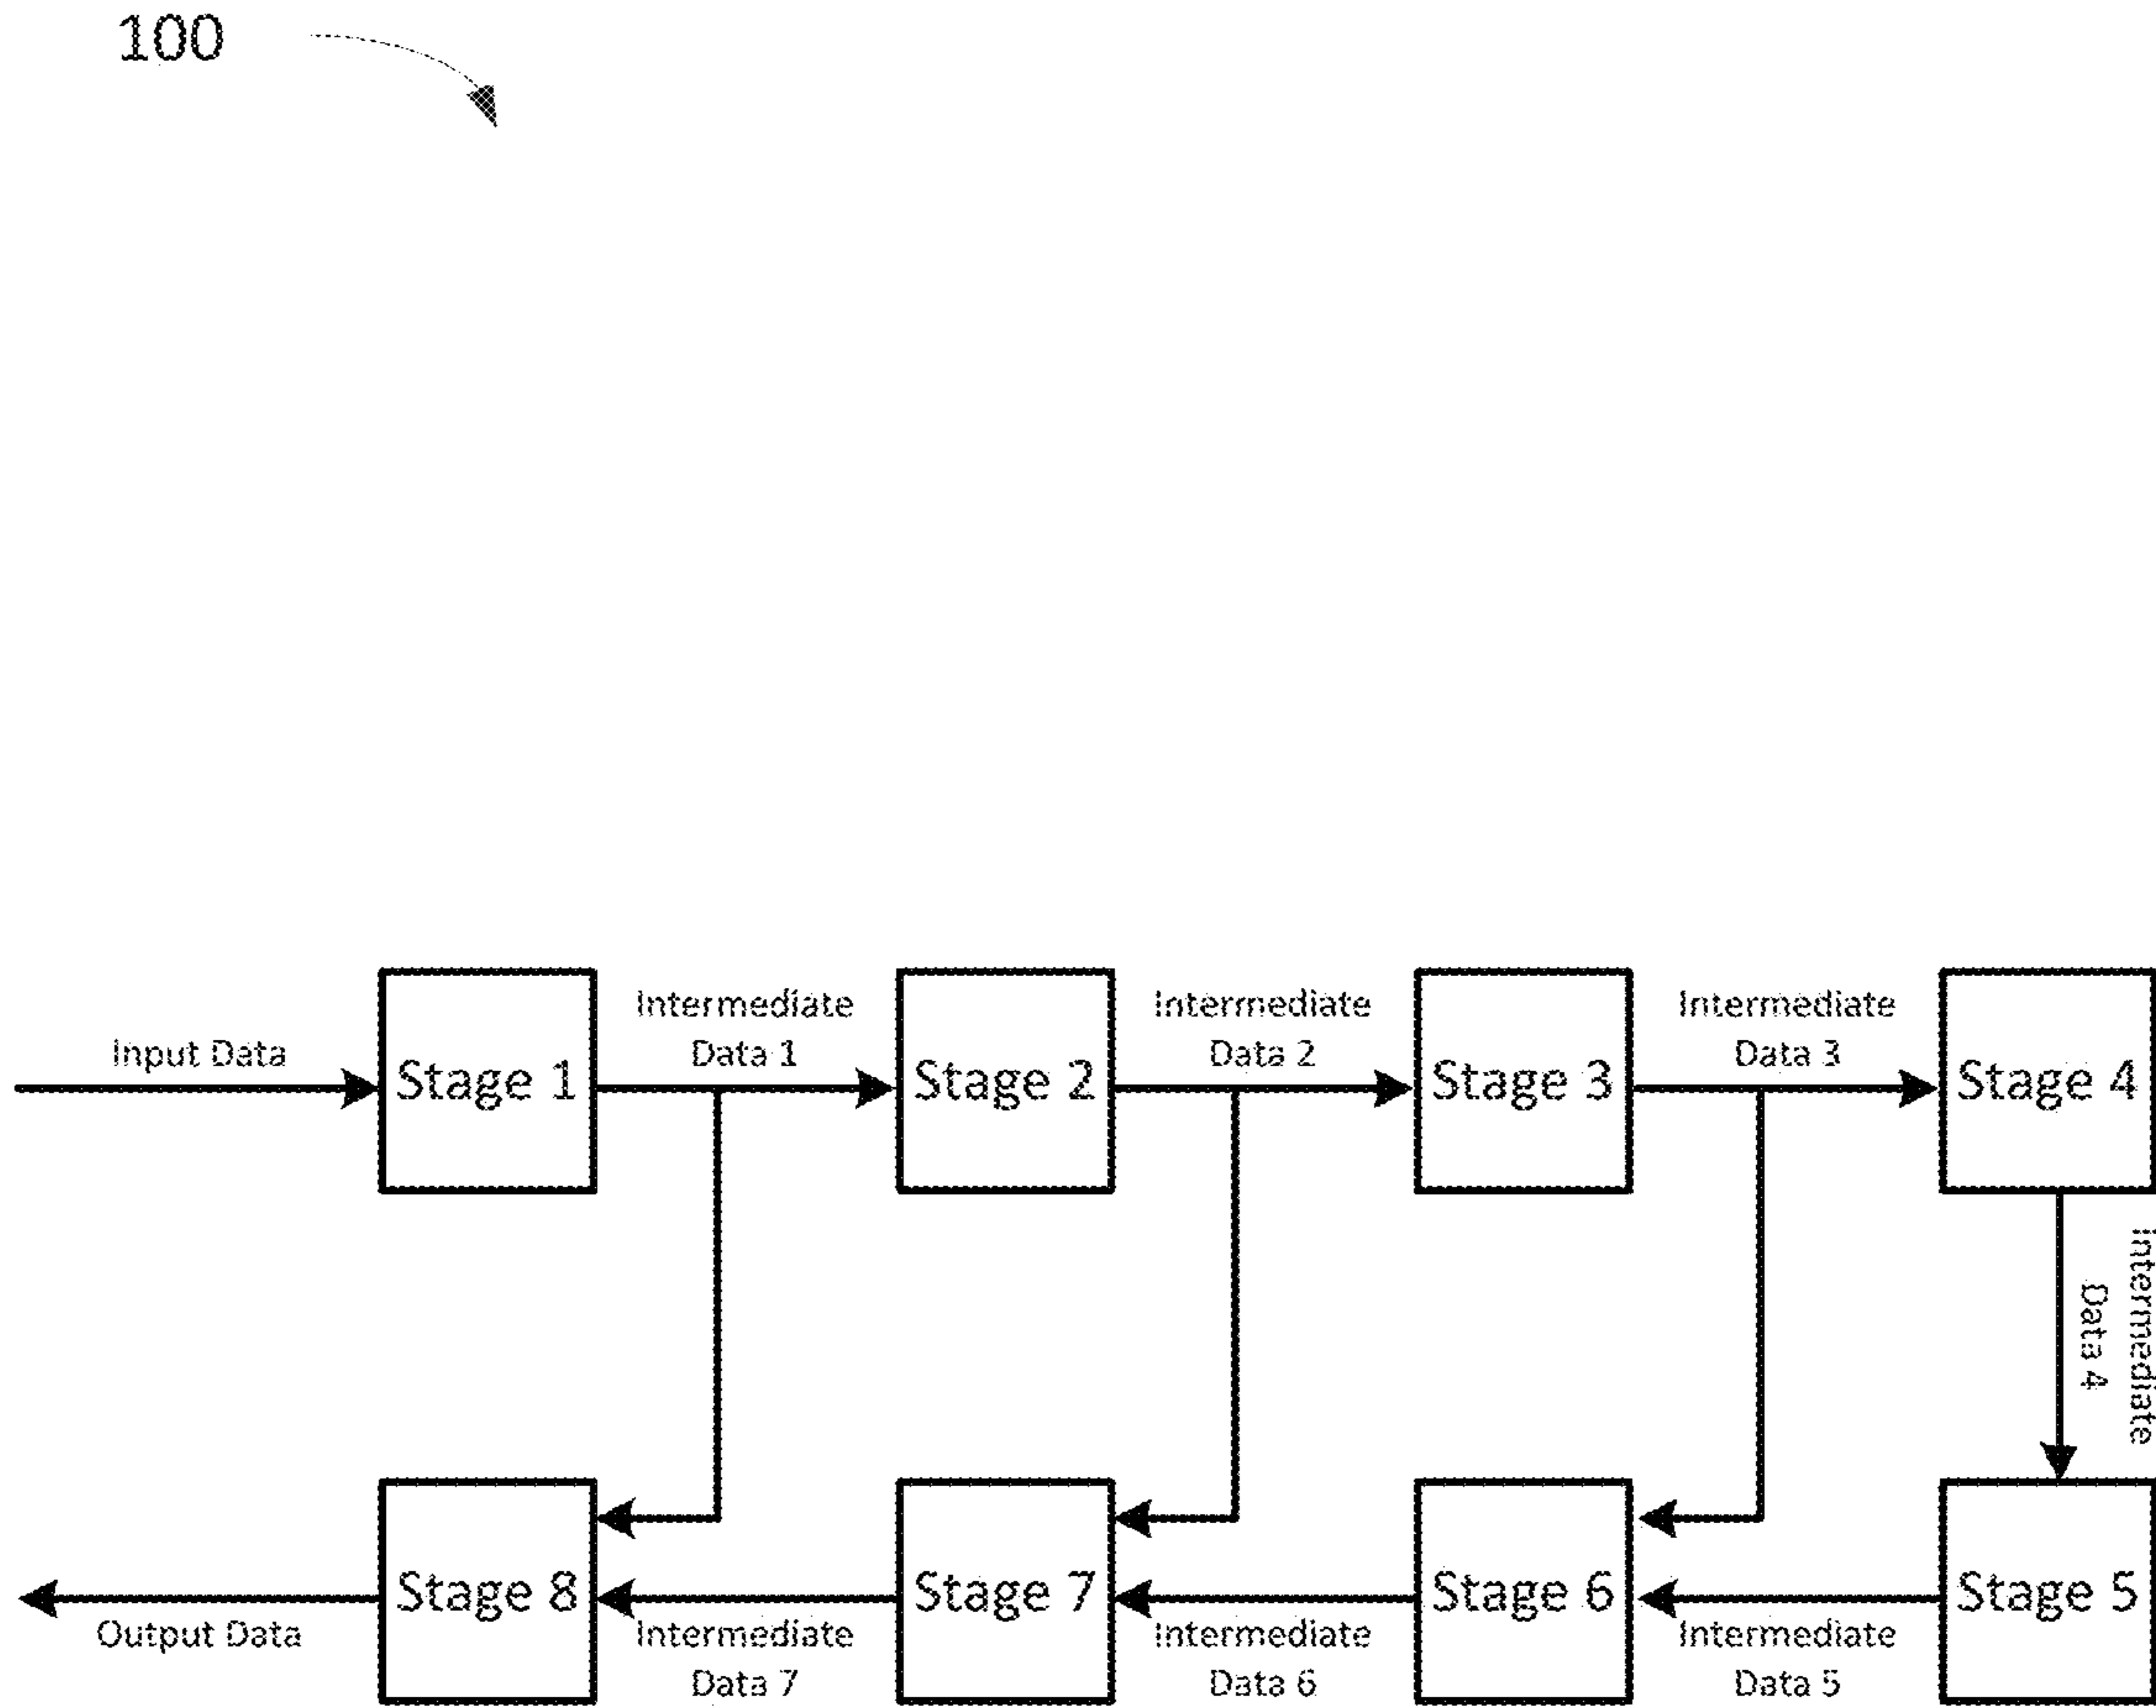 100
Input Data
Stage 1
Intermediate
Data 1
Stage 2
Intermediate
Data 2
Stage 3
Intermediate
Data 3
Stage 4
Intermediate
Data 4
Output Data
Stage 8
Intermediate
Data 7
Stage 7
Intermediate
Data 6
Stage 6
Intermediate
Data 5
Stage 5